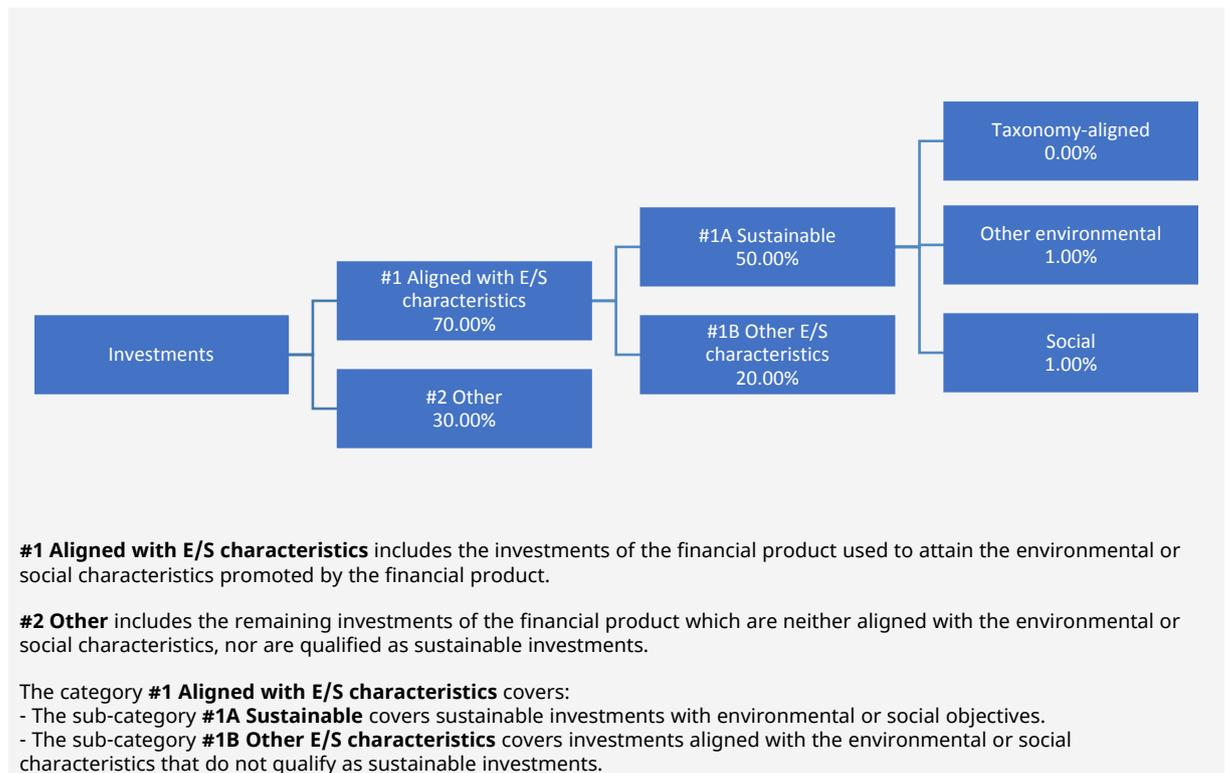 Taxonomy-aligned
0.00%
#1A Sustainable
50.00%
Other environmental
1.00%
#1 Aligned with E/S
characteristics
70.00%
Investments
#1B Other E/S
characteristics
20.00%
Social
1.00%
#2 Other
30.00%
#1 Aligned with E/S characteristics includes the investments of the financial product used to attain the environmental or
social characteristics promoted by the financial product.
#2 Other includes the remaining investments of the financial product which are neither aligned with the environmental or
social characteristics, nor are qualified as sustainable investments.
The category #1 Aligned with E/S characteristics covers:
- The sub-category #1A Sustainable covers sustainable investments with environmental or social objectives.
- The sub-category #1B Other E/S characteristics covers investments aligned with the environmental or social
characteristics that do not qualify as sustainable investments.